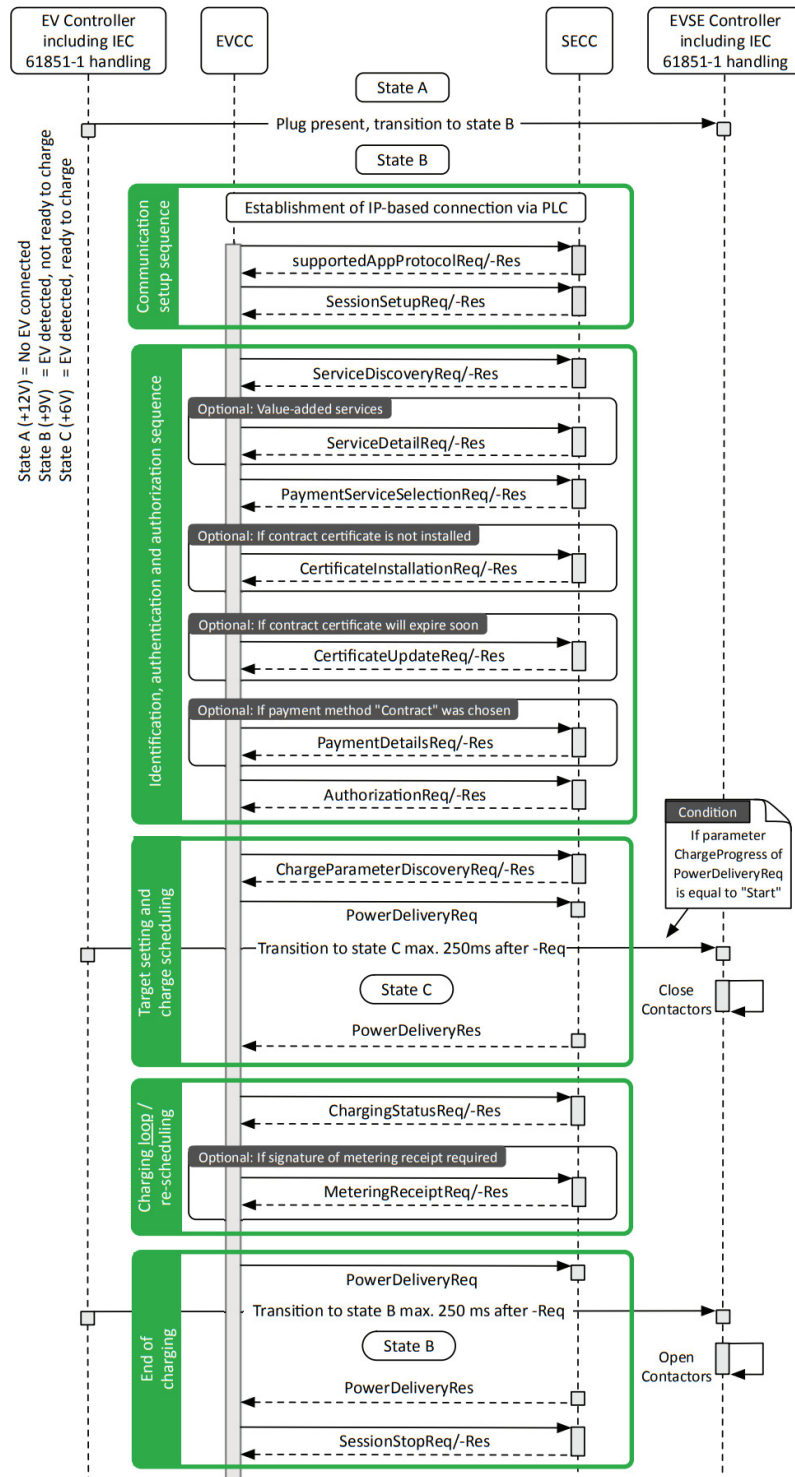 EV Controller
including IEC
61851-1 handling
EVCC
SECC
EVSE Controller
including IEC
61851-1 handling
State A
Plug present, transition to state B
State B
State A (+12V) = No EV connected
State B (+9V) = EV detected, not ready to charge
State C (+6V) = EV detected, ready to charge
Communication
setup sequence
Establishment of IP-based connection via PLC
supportedAppProtocolReq/-Res
SessionSetupReq/-Res
Identification, authentication and authorization sequence
ServiceDiscoveryReq/-Res
Optional: Value-added services
ServiceDetailReq/-Res
PaymentServiceSelectionReq/-Res
Optional: If contract certificate is not installed
CertificateInstallationReq/-Res
Optional: If contract certificate will expire soon
CertificateUpdateReq/-Res
Optional: If payment method "Contract" was chosen
PaymentDetailsReq/-Res
AuthorizationReq/-Res
Condition
If parameter
ChargeProgress of
PowerDeliveryReq
is equal to "Start"
Target setting and
charge scheduling
ChargeParameterDiscoveryReq/-Res
PowerDeliveryReq
Transition to state C max. 250ms after -Req
State C
Close
Contactors
PowerDeliveryRes
Charging loop /
re-scheduling
ChargingStatusReq/-Res
Optional: If signature of metering receipt required
MeteringReceiptReq/-Res
End of
charging
PowerDeliveryReq
Transition to state B max. 250 ms after -Req
State B
Open
Contactors
PowerDeliveryRes
SessionStopReq/-Res